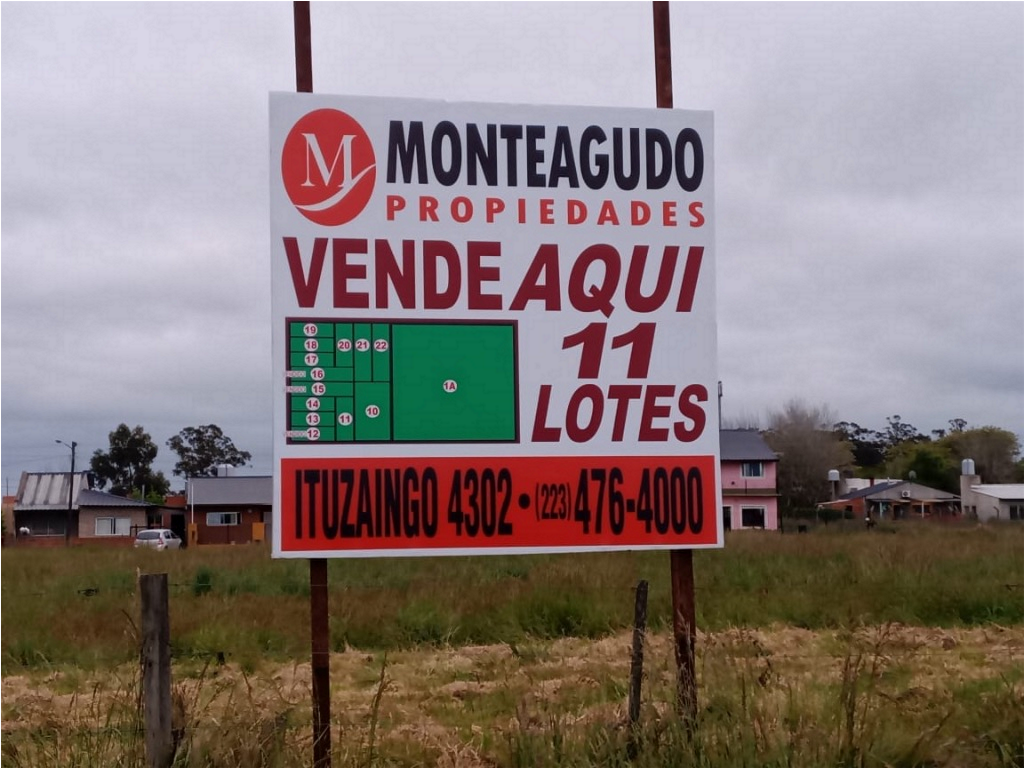 M
MONTEAGUDO
PROPIEDADES
VENDE AQUI
11
LOTES
19
18
17
16
15
14
13
12
20 21 22
11
10
1A
ITUZAINGO 4302 • (223) 476-4000